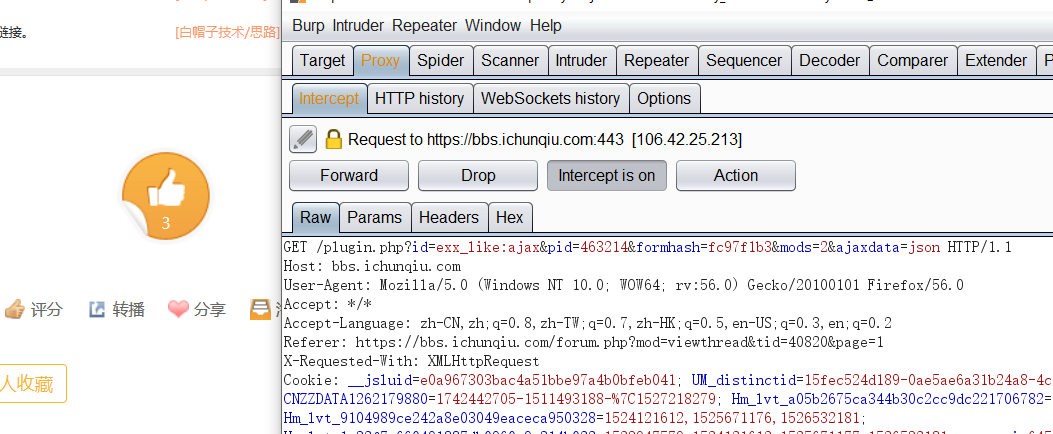 链接。
[白帽子技术/思路]
3
评分
转播
分享
人收藏
Burp Intruder Repeater Window Help
Target Proxy Spider Scanner Intruder Repeater Sequencer Decoder Comparer Extender P
Intercept HTTP history WebSockets history Options
Request to https://bbs.ichunqiu.com:443 [106.42.25.213]
Forward Drop Intercept is on Action
Raw Params Headers Hex
GET /plugin.php?id=exx_like:ajax&pid=463214&formhash=fc97f1b3&mods=2&ajaxdata=json HTTP/1.1
Host: bbs.ichunqiu.com
User-Agent: Mozilla/5.0 (Windows NT 10.0; WOW64; rv:56.0) Gecko/20100101 Firefox/56.0
Accept: */*
Accept-Language: zh-CN,zh;q=0.8,zh-TW;q=0.7,zh-HK;q=0.5,en-US;q=0.3,en;q=0.2
Referer: https://bbs.ichunqiu.com/forum.php?mod=viewthread&tid=40820&page=1
X-Requested-With: XMLHttpRequest
Cookie: __jsluid=e0a967303bac4a51bbe97a4b0bfeb041; UM_distinctid=15fec524d189-0ae5ae6a31b24a8-4c
CNZZDATA1262179880=1742442705-1511493188-%7C1527218279; Hm_lvt_a05b2675ca344b30c2cc9dc221706782=
Hm_lvt_9104989ce242a8e03049eaceca950328=1524121612,1525671176,1526532181;